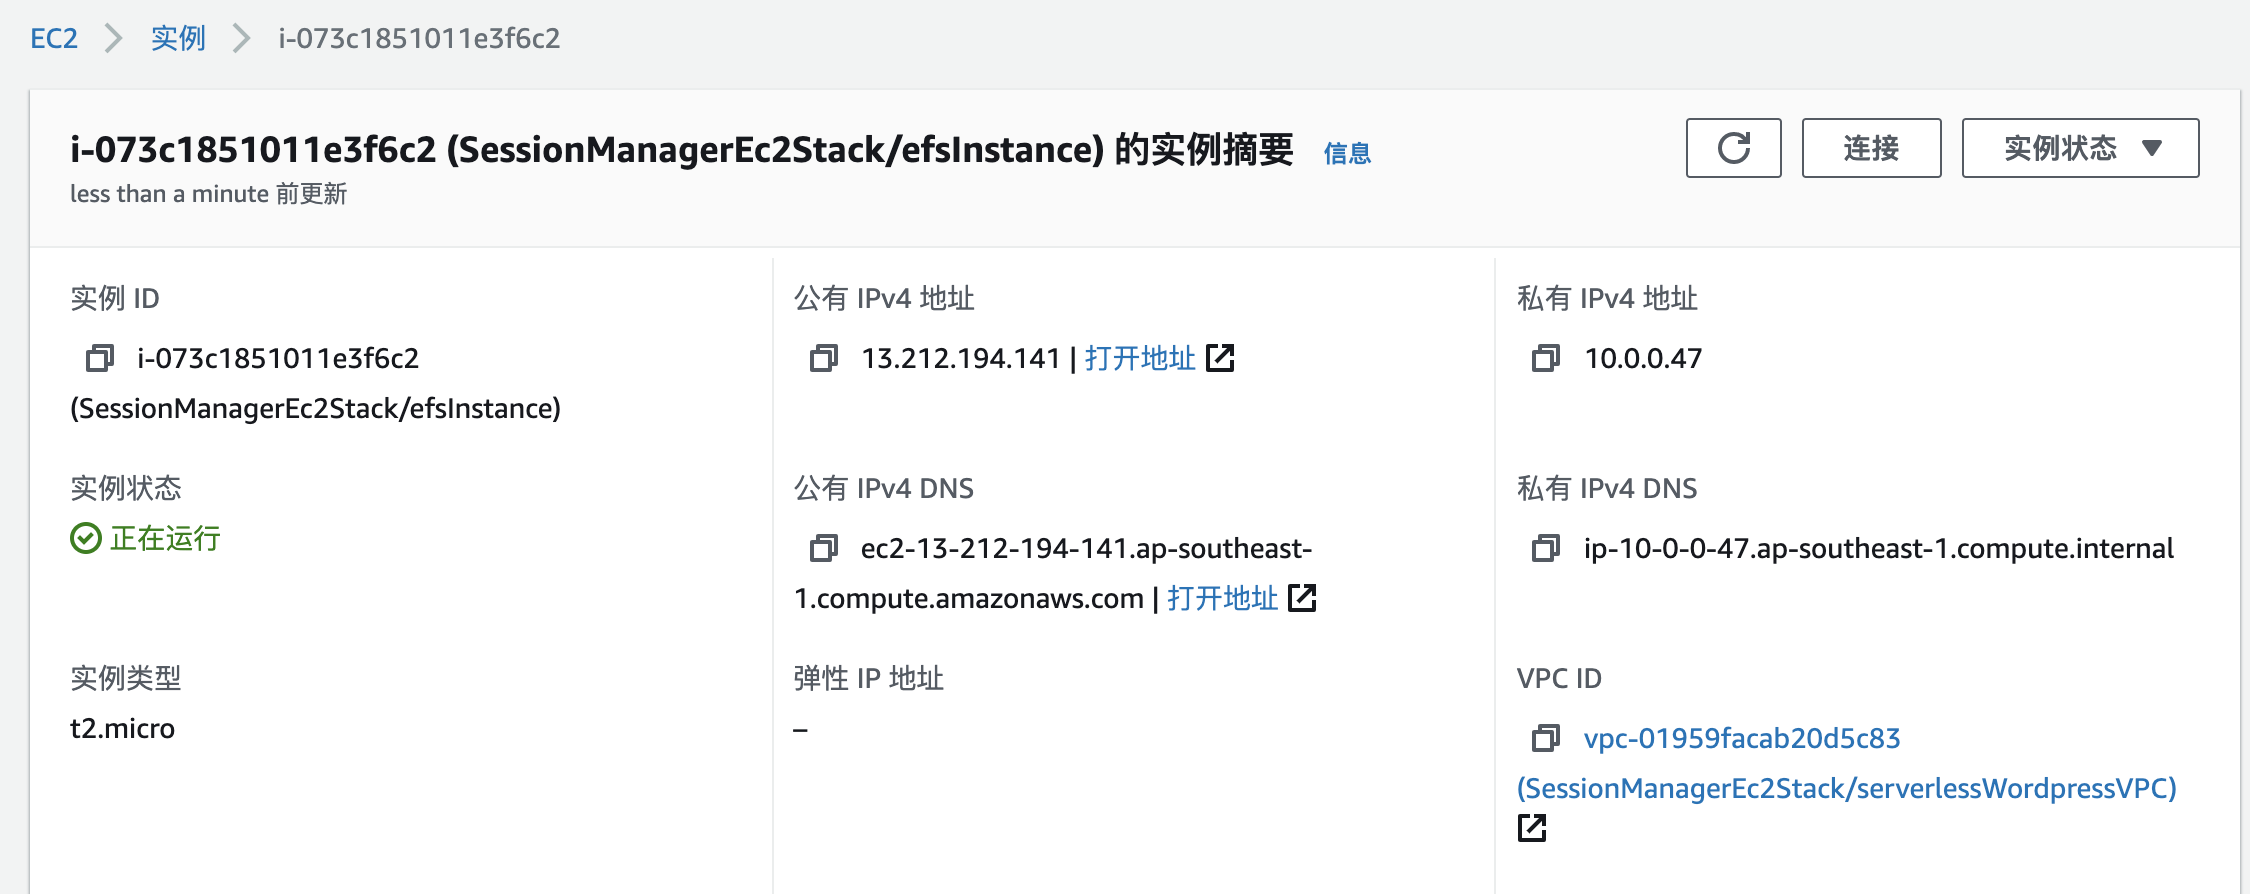 EC2 > 实例 > i-073c1851011e3f6c2
i-073c1851011e3f6c2 (SessionManagerEc2Stack/efsInstance) 的实例摘要 信息
less than a minute 前更新
连接
实例状态
实例 ID
i-073c1851011e3f6c2
(SessionManagerEc2Stack/efsInstance)
公有 IPv4 地址
13.212.194.141 | 打开地址
私有 IPv4 地址
10.0.0.47
实例状态
正在运行
公有 IPv4 DNS
ec2-13-212-194-141.ap-southeast-
1.compute.amazonaws.com | 打开地址
私有 IPv4 DNS
ip-10-0-0-47.ap-southeast-1.compute.internal
实例类型
t2.micro
弹性 IP 地址
–
VPC ID
vpc-01959facab20d5c83
(SessionManagerEc2Stack/serverlessWordpressVPC)